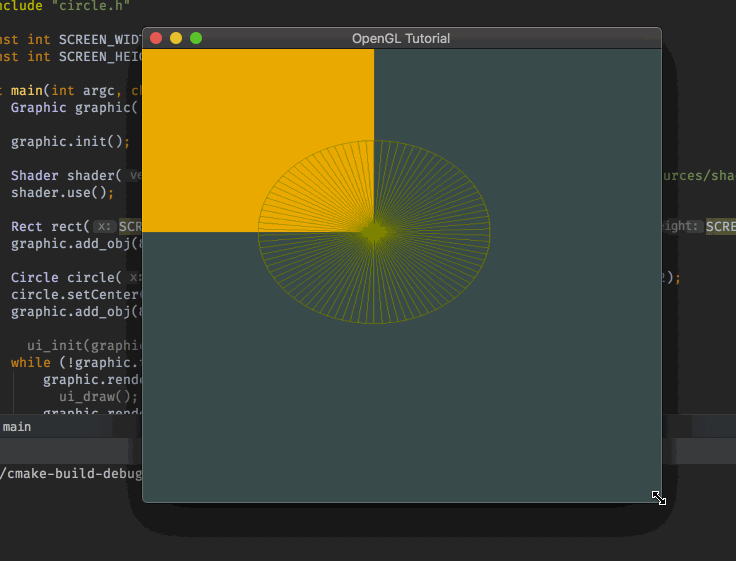 nclude "circle.h"
OpenGL Tutorial
nst int SCREEN_WID
nst int SCREEN_HEI
t main(int argc, c
Graphic graphic(
graphic.init();
Shader shader( ve urces/sha
shader.use();
Rect rect( x: SCR eight: SCRE
graphic.add_obj(&
Circle circle( x: 2);
circle.setCenter(
graphic.add_obj(&
ui_init(graphic
while (!graphic.
graphic.rende
ui_draw();
graphic.rende
main
/cmake-build-debug